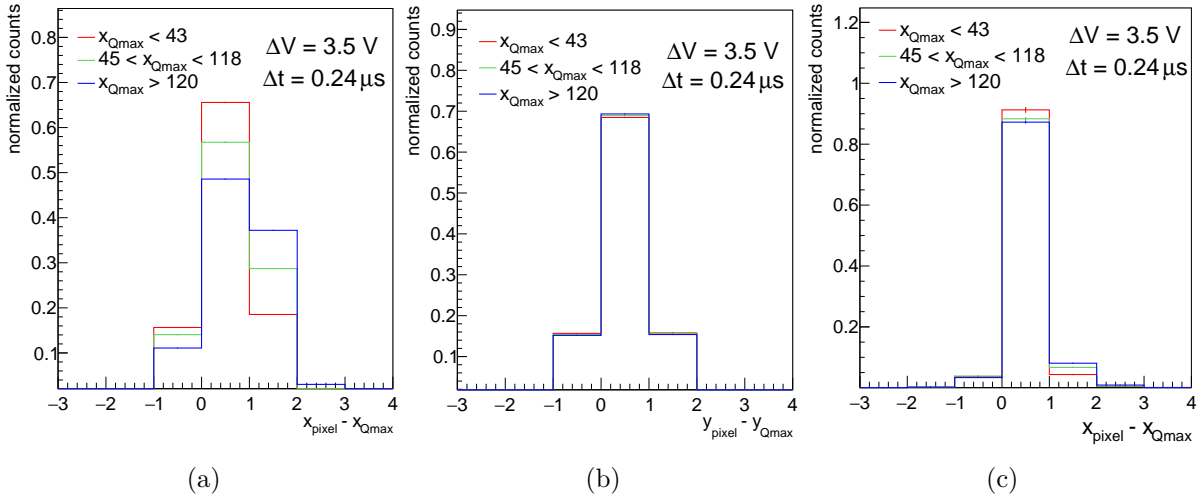 normalized counts
x_Qmax < 43
45 < x_Qmax < 118
x_Qmax > 120
ΔV = 3.5 V
Δt = 0.24 μs
0.8
0.7
0.6
0.5
0.4
0.3
0.2
0.1
−3 −2 −1 0 1 2 3 4
x_pixel - x_Qmax
(a)
normalized counts
x_Qmax < 43
45 < x_Qmax < 118
x_Qmax > 120
ΔV = 3.5 V
Δt = 0.24 μs
0.9
0.8
0.7
0.6
0.5
0.4
0.3
0.2
0.1
−3 −2 −1 0 1 2 3 4
y_pixel - y_Qmax
(b)
normalized counts
x_Qmax < 43
45 < x_Qmax < 118
x_Qmax > 120
ΔV = 3.5 V
Δt = 0.24 μs
1.2
1
0.8
0.6
0.4
0.2
−3 −2 −1 0 1 2 3 4
x_pixel - x_Qmax
(c)